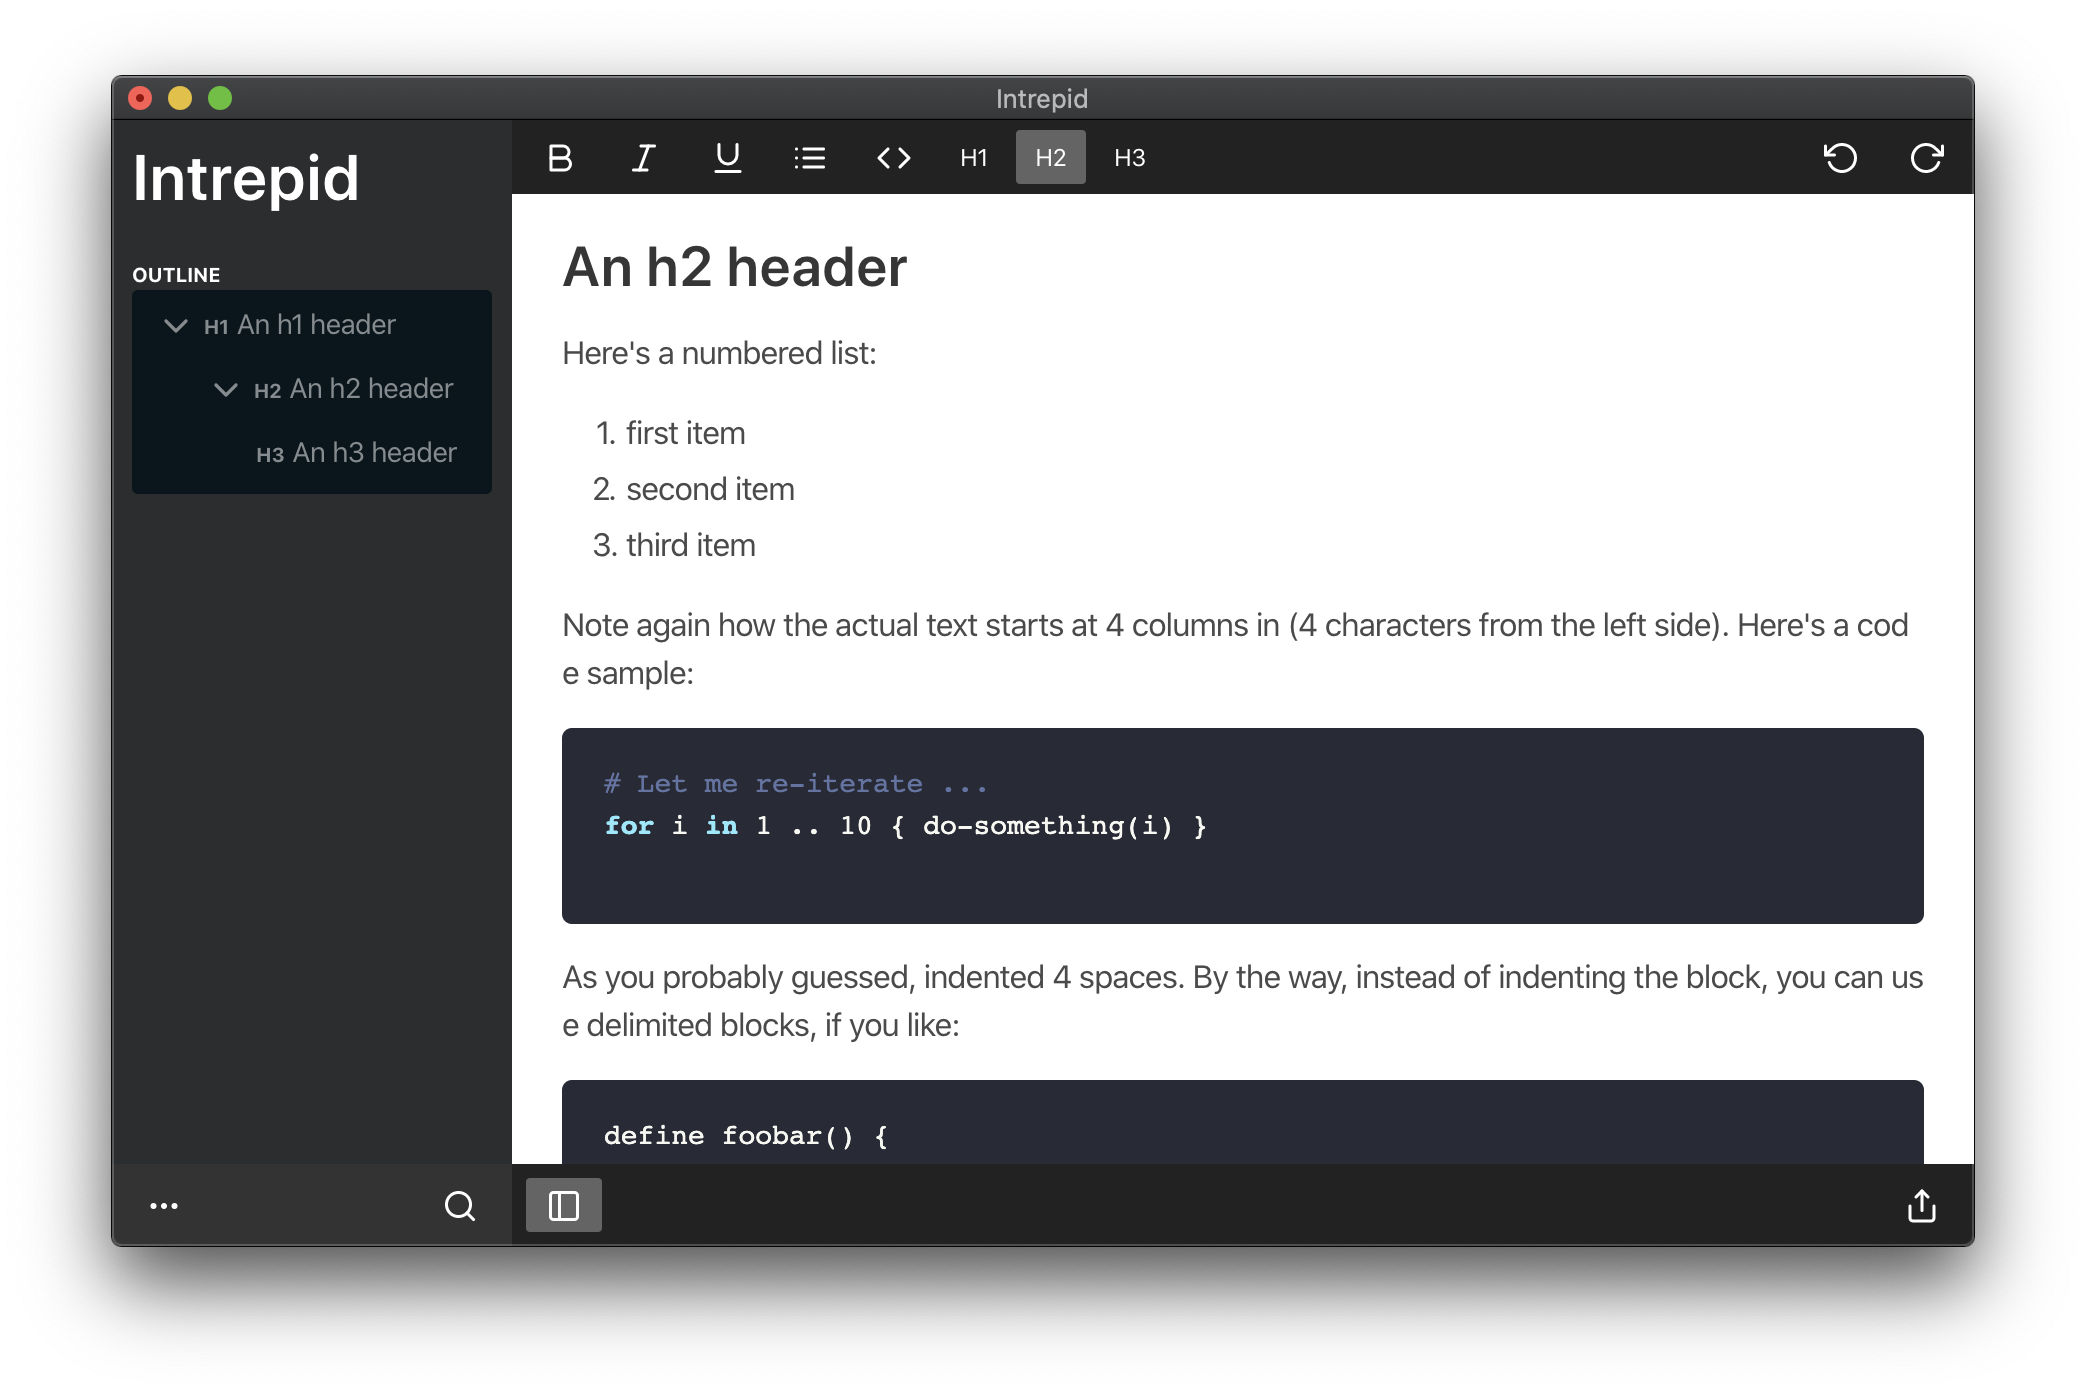 Intrepid
Intrepid
OUTLINE
H1 An h1 header
H2 An h2 header
H3 An h3 header
B I U H1 H2 H3
An h2 header
Here's a numbered list:
1. first item
2. second item
3. third item
Note again how the actual text starts at 4 columns in (4 characters from the left side). Here's a cod
e sample:
# Let me re-iterate ...
for i in 1 .. 10 { do-something(i) }
As you probably guessed, indented 4 spaces. By the way, instead of indenting the block, you can us
e delimited blocks, if you like:
define foobar() {